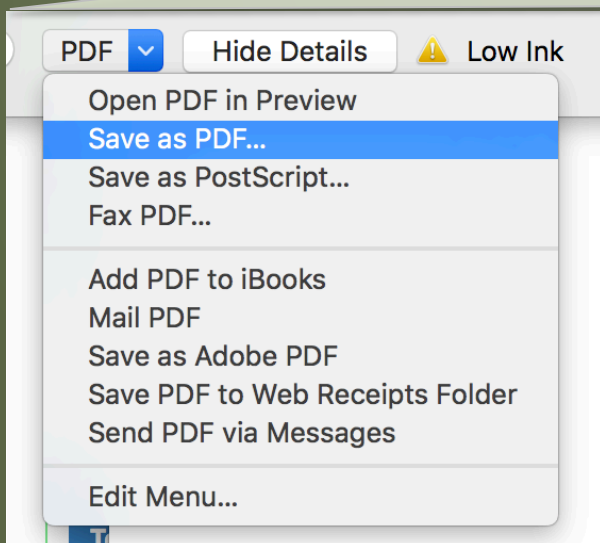 PDF Hide Details Low Ink
Open PDF in Preview
Save as PDF...
Save as PostScript...
Fax PDF...
Add PDF to iBooks
Mail PDF
Save as Adobe PDF
Save PDF to Web Receipts Folder
Send PDF via Messages
Edit Menu...